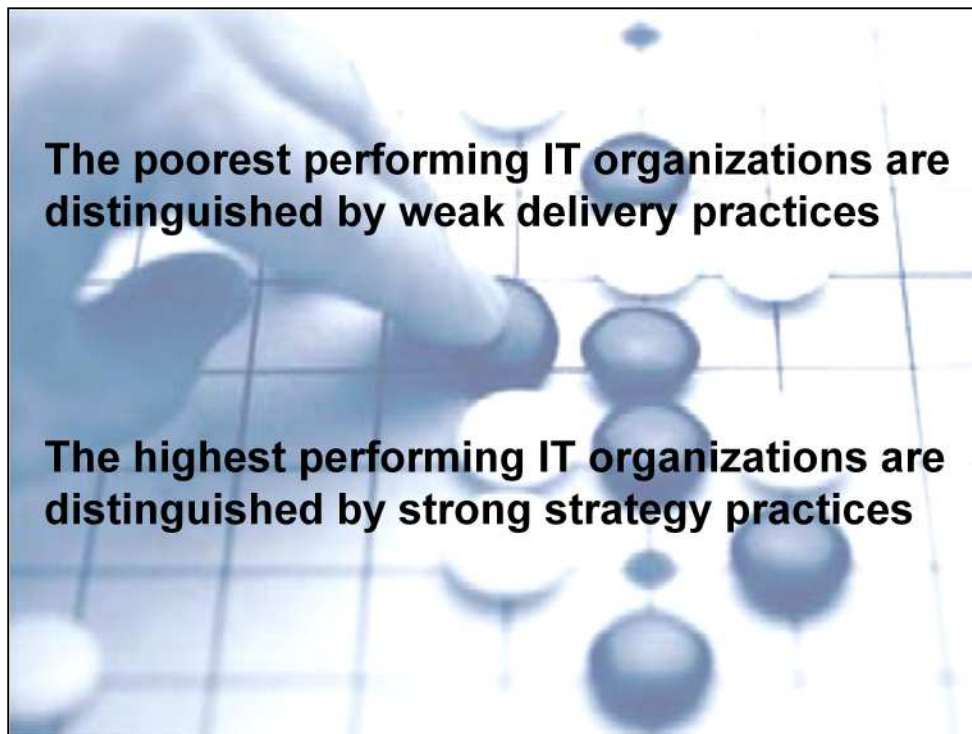 The poorest performing IT organizations are
distinguished by weak delivery practices
The highest performing IT organizations are
distinguished by strong strategy practices